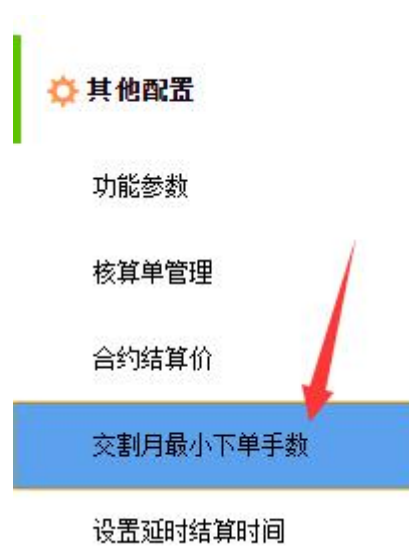 其他配置
功能参数
核算单管理
合约结算价
交割月最小下单手数
设置延时结算时间